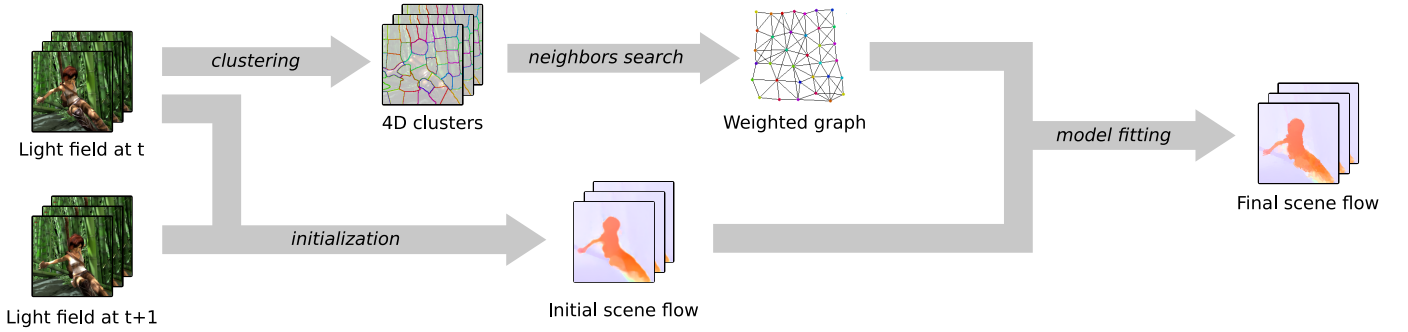 clustering
neighbors search
4D clusters
Weighted graph
Light field at t
model fitting
Final scene flow
initialization
Initial scene flow
Light field at t+1